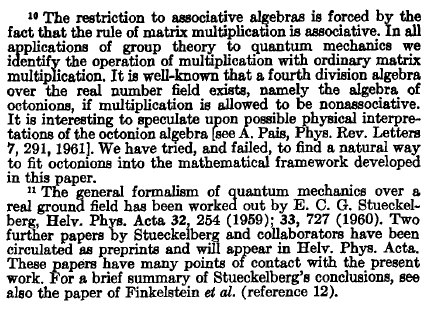 ¹⁰ The restriction to associative algebras is forced by the
fact that the rule of matrix multiplication is associative. In all
applications of group theory to quantum mechanics we
identify the operation of multiplication with ordinary matrix
multiplication. It is well-known that a fourth division algebra
over the real number field exists, namely the algebra of
octonions, if multiplication is allowed to be nonassociative.
It is interesting to speculate upon possible physical interpre-
tations of the octonion algebra [see A. Pais, Phys. Rev. Letters
7, 291, 1961]. We have tried, and failed, to find a natural way
to fit octonions into the mathematical framework developed
in this paper.
¹¹ The general formalism of quantum mechanics over a
real ground field has been worked out by E. C. G. Stueckel-
berg, Helv. Phys. Acta 32, 254 (1959); 33, 727 (1960). Two
further papers by Stueckelberg and collaborators have been
circulated as preprints and will appear in Helv. Phys. Acta.
These papers have many points of contact with the present
work. For a brief summary of Stueckelberg's conclusions, see
also the paper of Finkelstein et al. (reference 12).